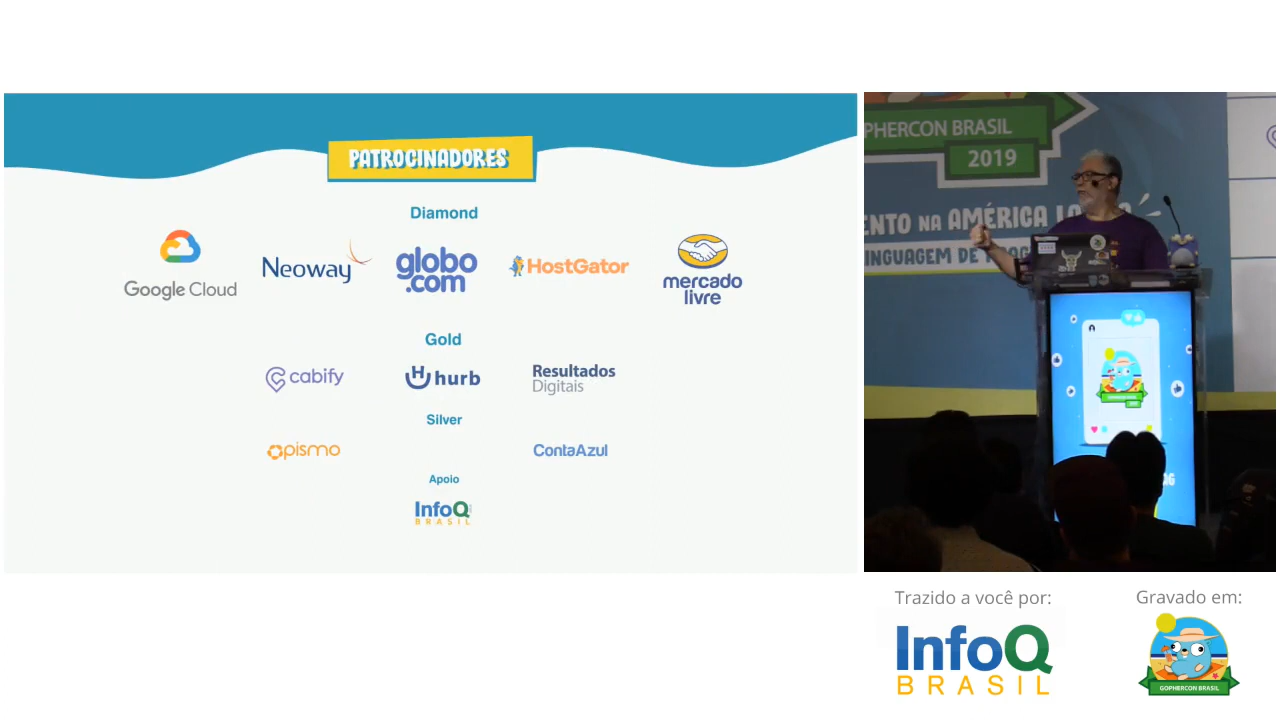 PATROCINADORES
Diamond
Google Cloud
Neoway
globo
.com
HostGator
mercado
livre
Gold
cabify
hurb
Resultados
Digitais
Silver
pismo
ContaAzul
Apoio
InfoQ
BRASIL
PHERCON BRASIL
2019
ENTO NA AMÉRICA
INGUAGEM DE
Trazido a você por:
InfoQ
BRASIL
Gravado em:
GOPHERCON BRASIL